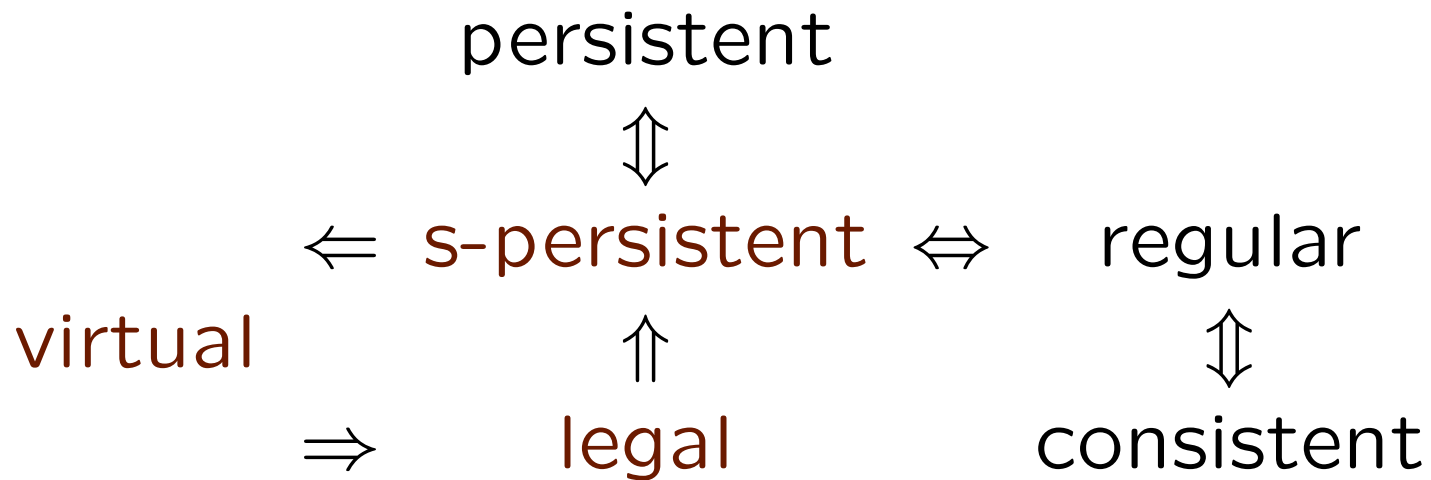 persistent
⇕
⇐ s-persistent ⇔ regular
virtual ⇑ ⇕
⇒ legal consistent